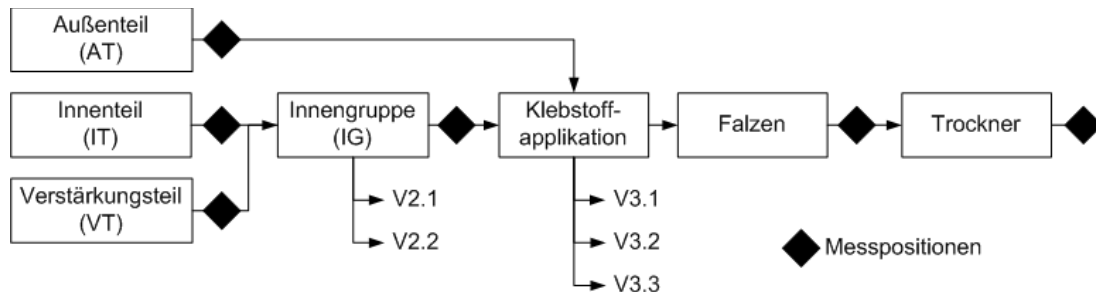 Außenteil
(AT)
Innenteil
(IT)
Verstärkungsteil
(VT)
Innengruppe
(IG)
Klebstoff-
applikation
Falzen
Trockner
V2.1
V2.2
V3.1
V3.2
V3.3
Messpositionen